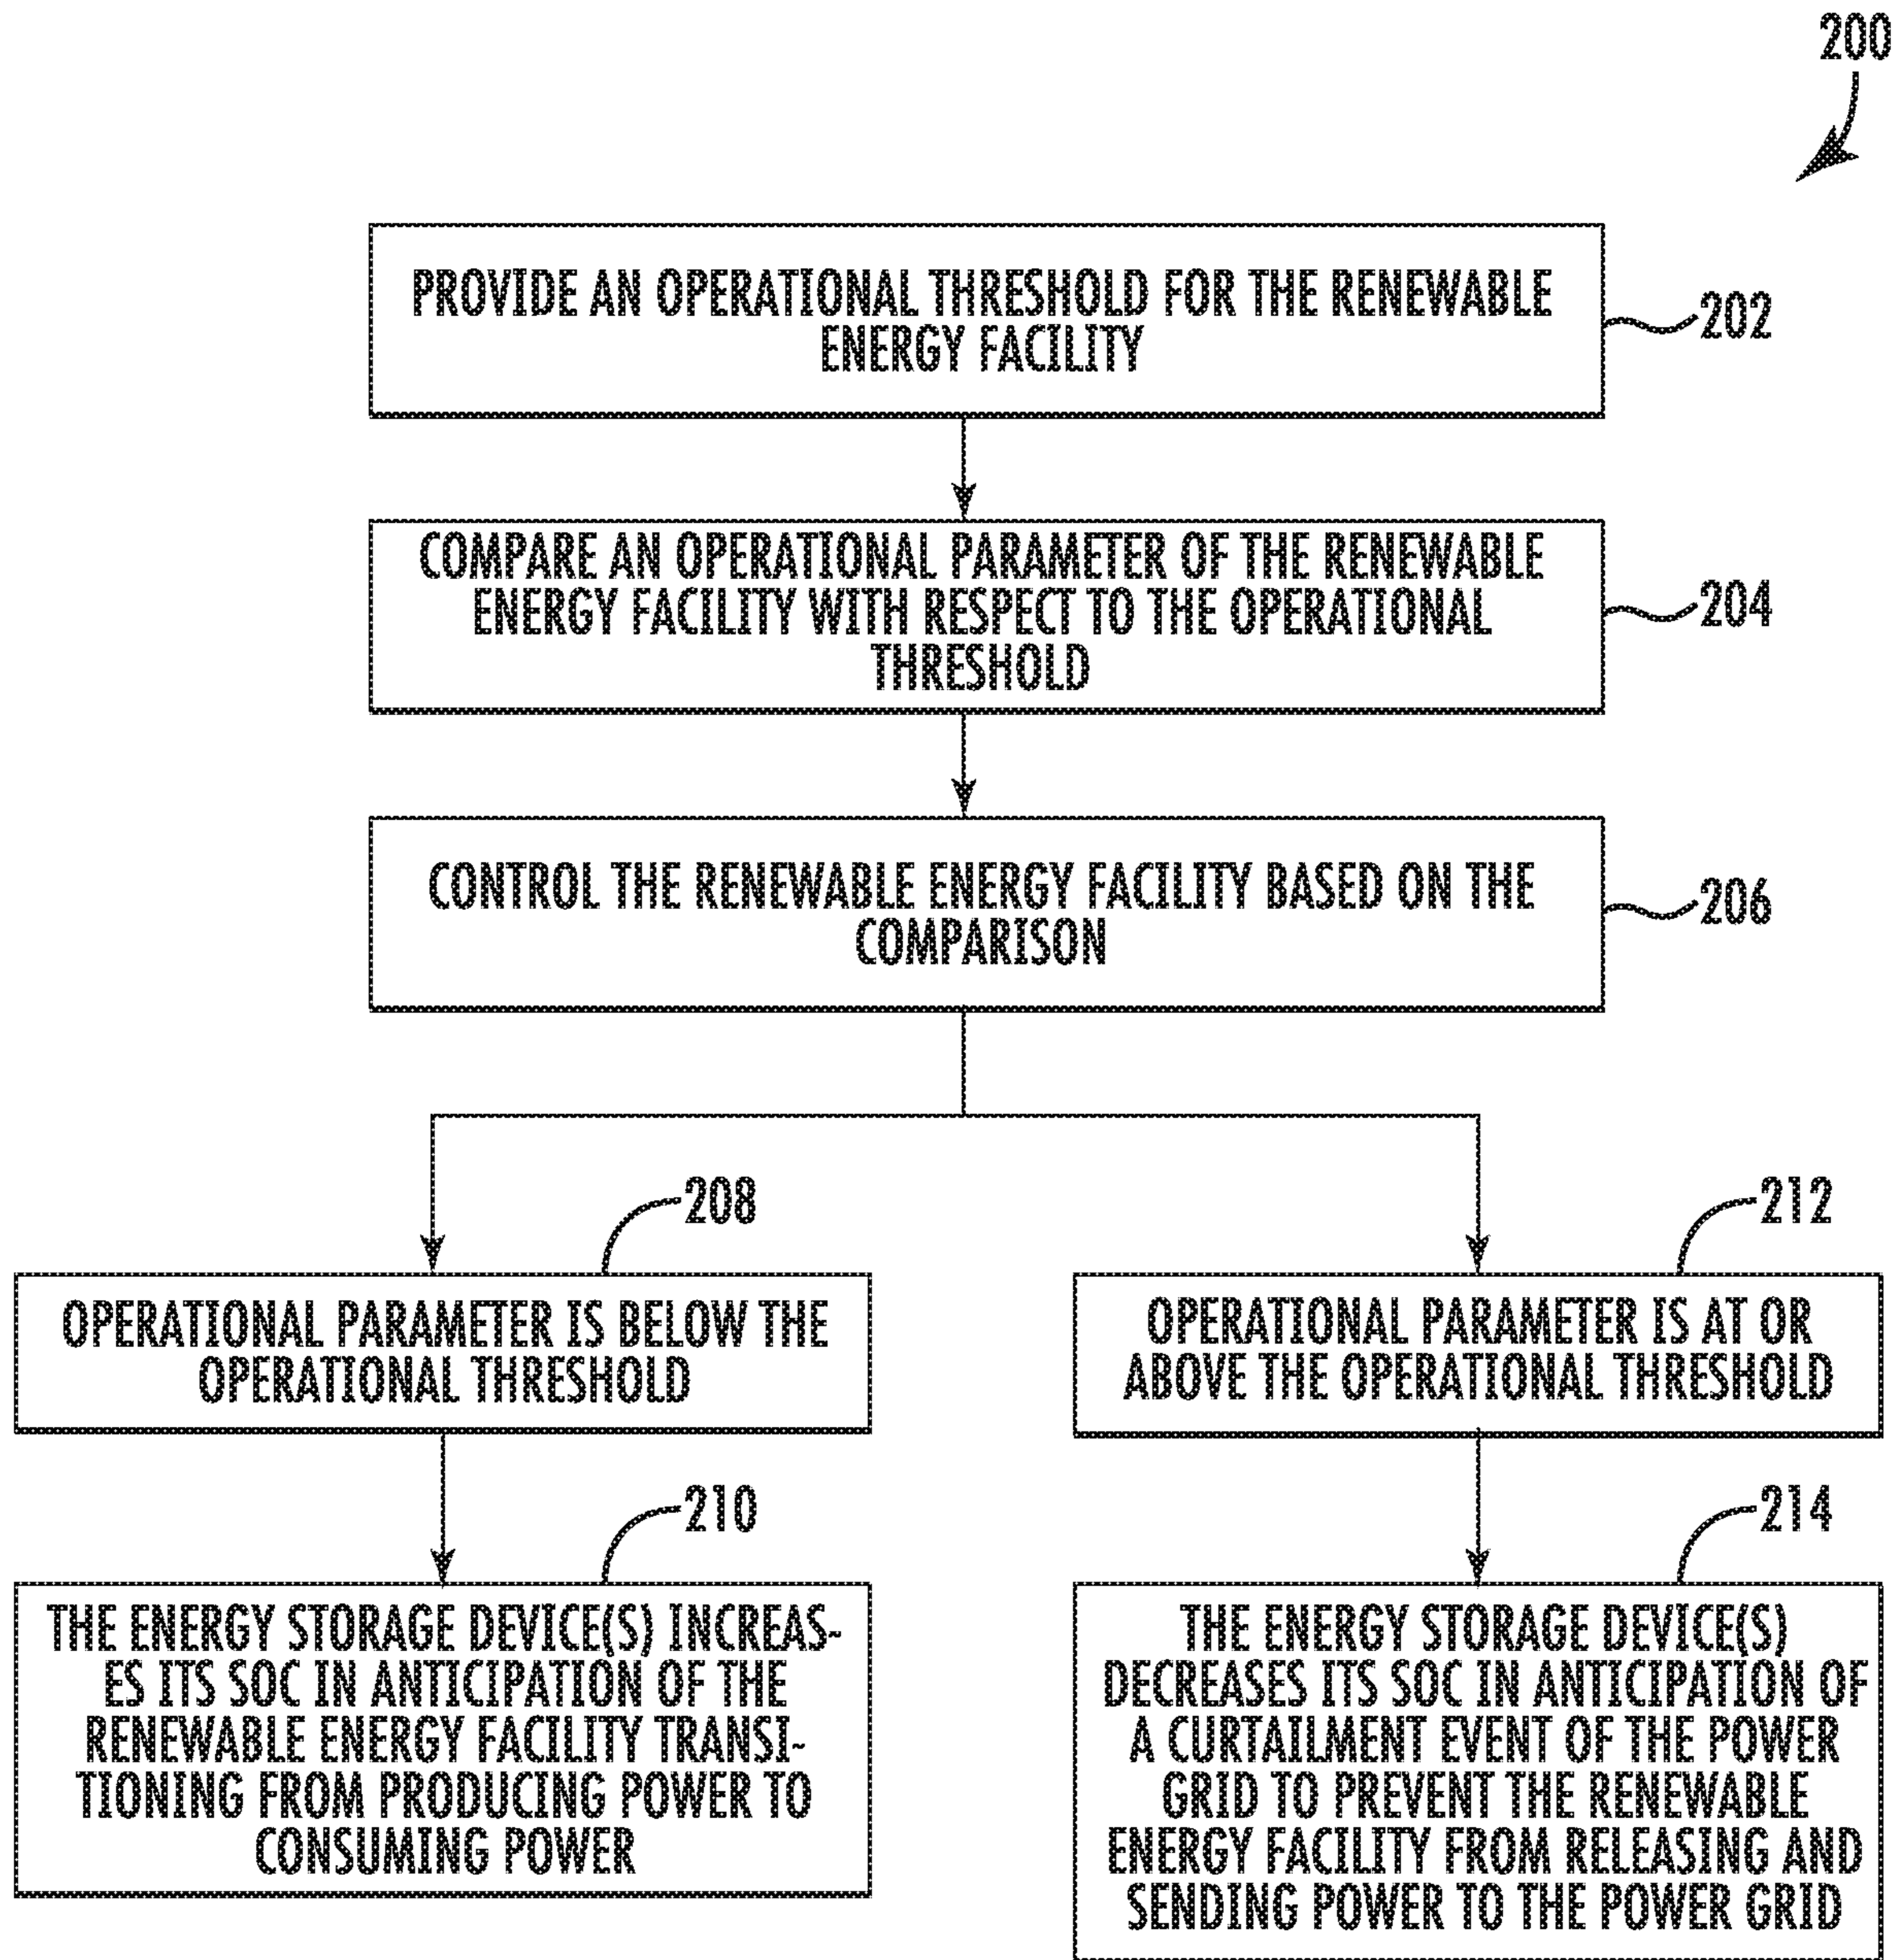 200
PROVIDE AN OPERATIONAL THRESHOLD FOR THE RENEWABLE
ENERGY FACILITY
202
COMPARE AN OPERATIONAL PARAMETER OF THE RENEWABLE
ENERGY FACILITY WITH RESPECT TO THE OPERATIONAL
THRESHOLD
204
CONTROL THE RENEWABLE ENERGY FACILITY BASED ON THE
COMPARISON
206
208
OPERATIONAL PARAMETER IS BELOW THE
OPERATIONAL THRESHOLD
210
THE ENERGY STORAGE DEVICE(S) INCREAS-
ES ITS SOC IN ANTICIPATION OF THE
RENEWABLE ENERGY FACILITY TRANSI-
TIONING FROM PRODUCING POWER TO
CONSUMING POWER
212
OPERATIONAL PARAMETER IS AT OR
ABOVE THE OPERATIONAL THRESHOLD
214
THE ENERGY STORAGE DEVICE(S)
DECREASES ITS SOC IN ANTICIPATION OF
A CURTAILMENT EVENT OF THE POWER
GRID TO PREVENT THE RENEWABLE
ENERGY FACILITY FROM RELEASING AND
SENDING POWER TO THE POWER GRID